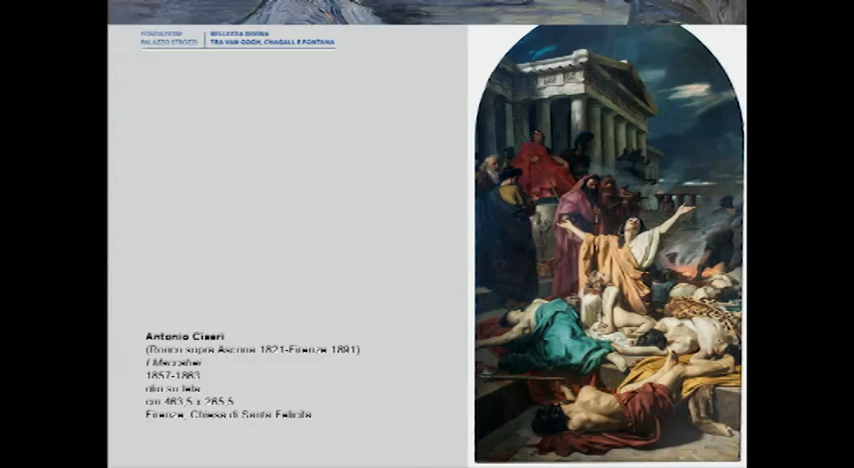 FONDAZIONE
PALAZZO STROZZI
BELLEZZA DIVINA
TRA VAN GOGH, CHAGALL E FONTANA
Antonio Ciseri
(Ronco sopra Ascona 1821-Firenze 1891)
I Maccabei
1857-1863
olio su tela
cm 463,5 x 265,5
Firenze, Chiesa di Santa Felicita